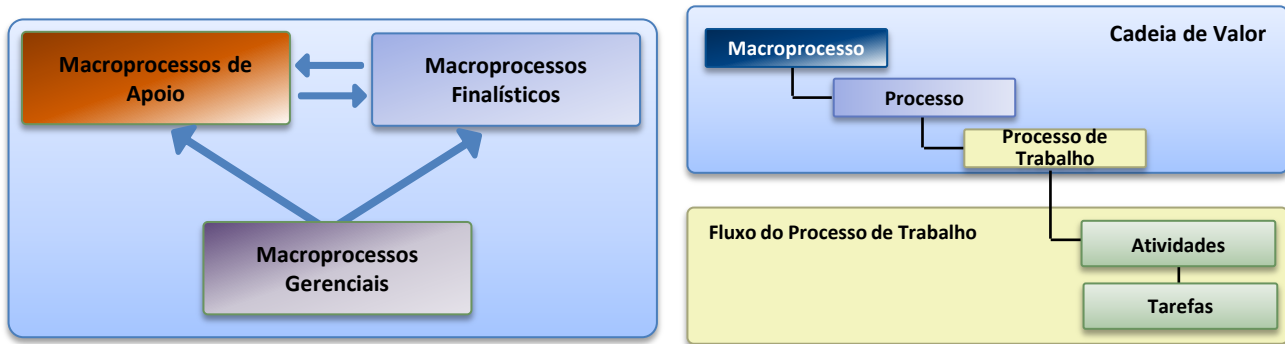 Macroprocessos de
Apoio
Macroprocessos
Finalísticos
Macroprocessos
Gerenciais
Cadeia de Valor
Macroprocesso
Processo
Processo de
Trabalho
Fluxo do Processo de Trabalho
Atividades
Tarefas